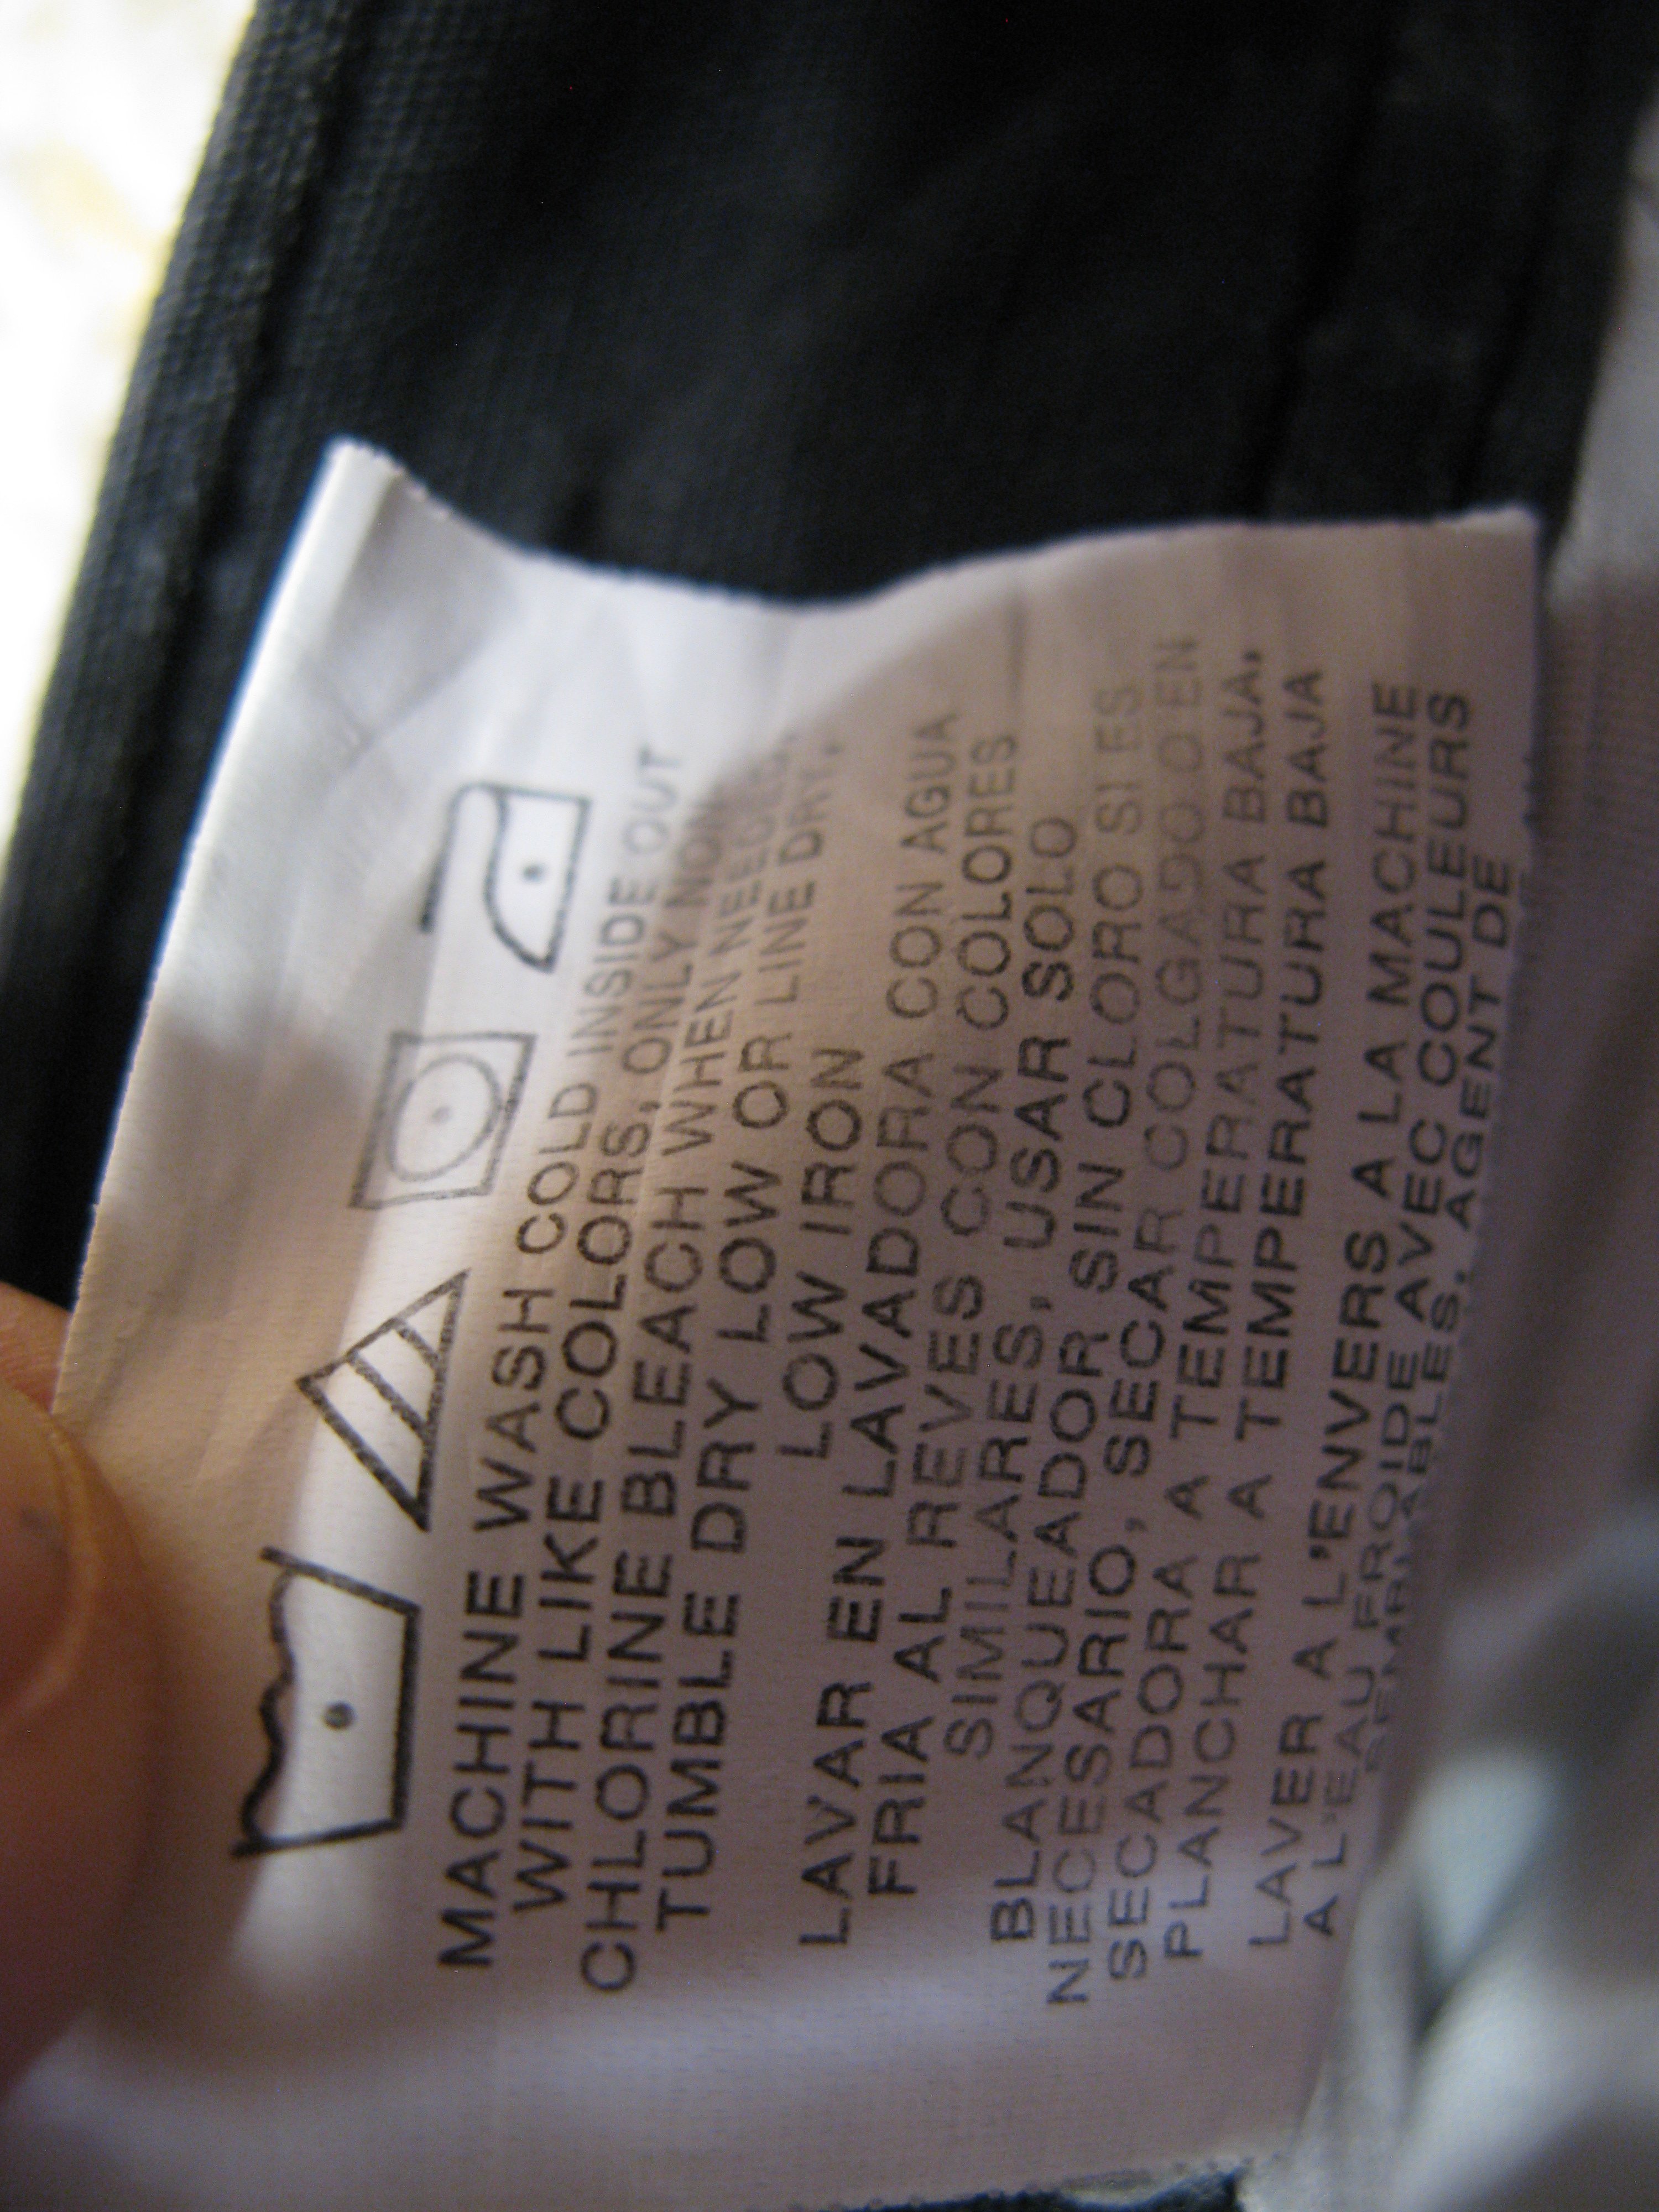 MACHINE WASH COLD INSIDE OUT
WITH LIKE COLORS, ONLY NON
CHLORINE BLEACH WHEN NEEDED,
TUMBLE DRY LOW OR LINE DRY,
LOW IRON
LAVAR EN LAVADORA CON AGUA
FRIA AL REVES CON COLORES
SIMILARES, USAR SOLO
BLANQUEADOR SIN CLORO SI ES
NECESARIO, SECAR COLGADO O EN
SECADORA A TEMPERATURA BAJA,
PLANCHAR A TEMPERATURA BAJA
LAVER A L'ENVERS A LA MACHINE
A L'EAU FROIDE AVEC COULEURS
SEMBLABLES, AGENT DE